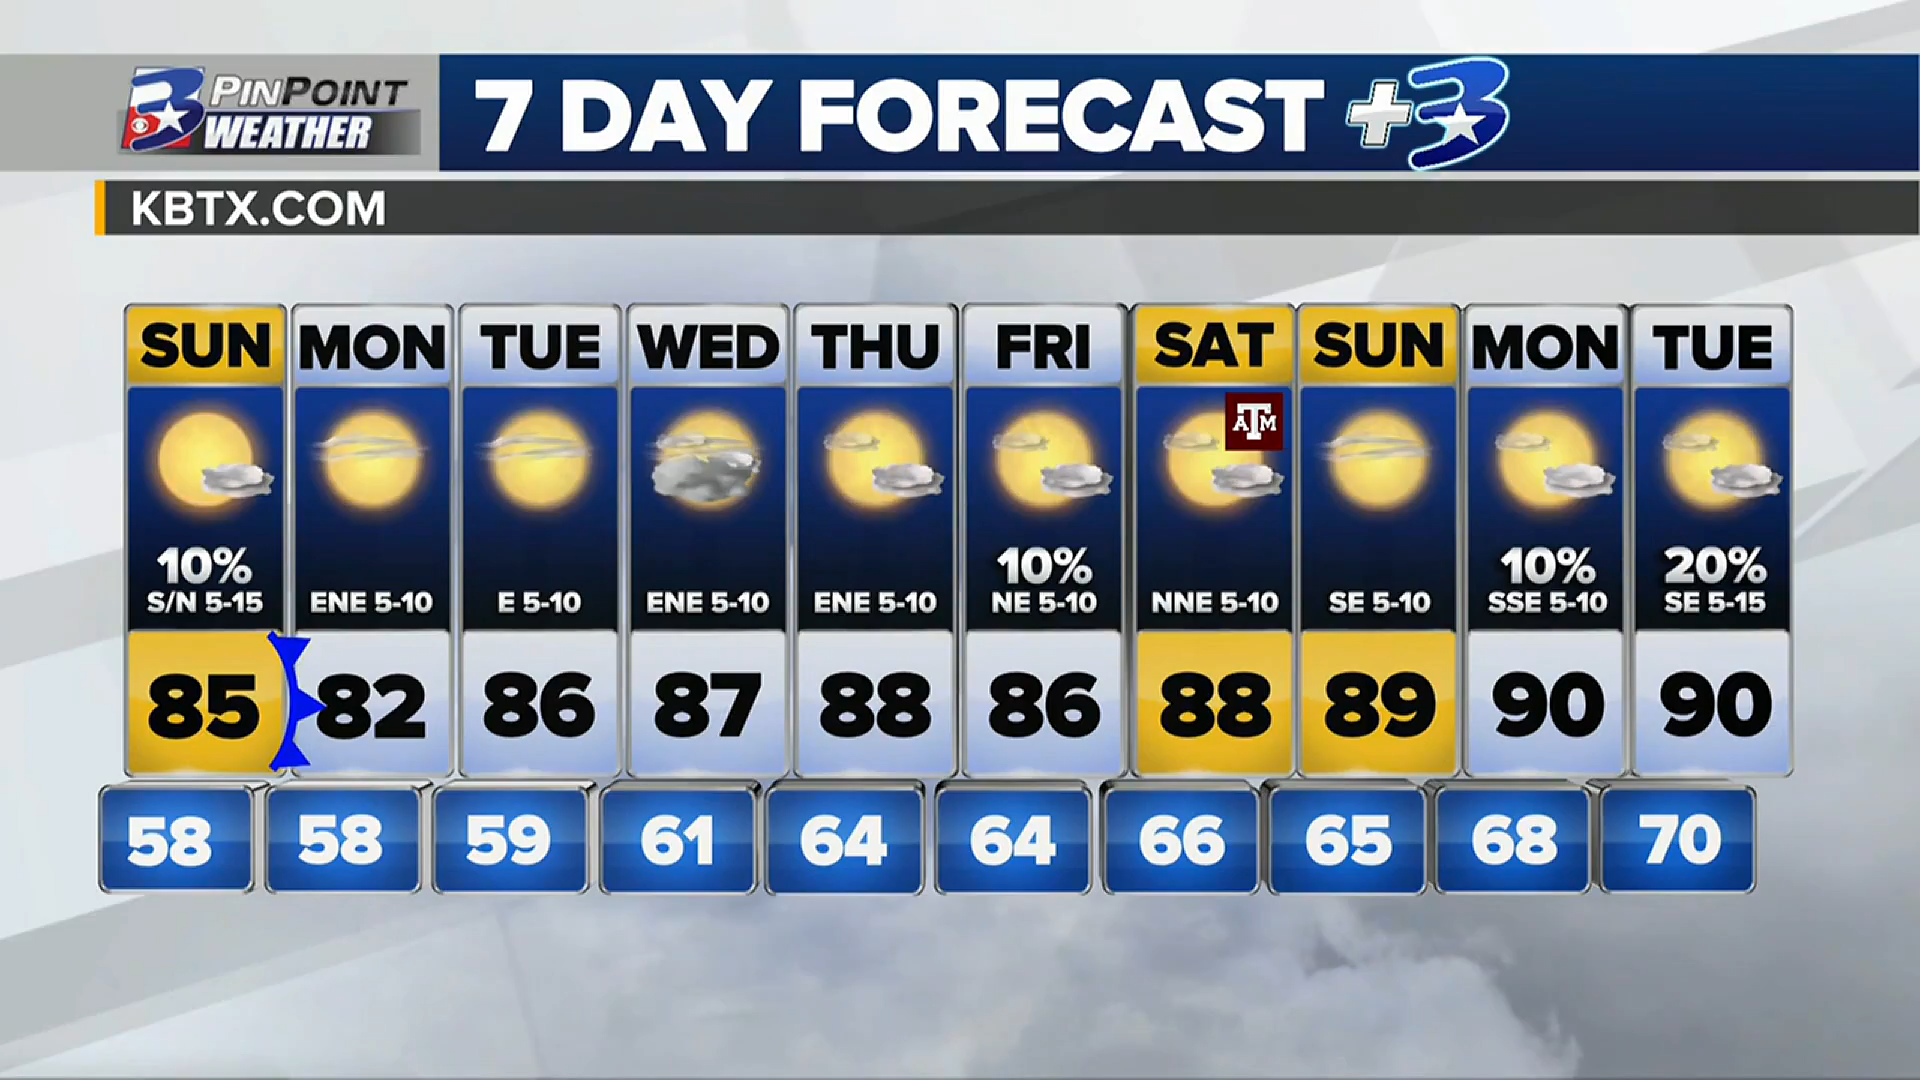 3 PINPOINT
WEATHER
7 DAY FORECAST +3
KBTX.COM
SUN MON TUE WED THU FRI SAT SUN MON TUE
ATM
10% 10% 10% 20%
S/N 5-15 ENE 5-10 E 5-10 ENE 5-10 ENE 5-10 NE 5-10 NNE 5-10 SE 5-10 SSE 5-10 SE 5-15
85 82 86 87 88 86 88 89 90 90
58 58 59 61 64 64 66 65 68 70